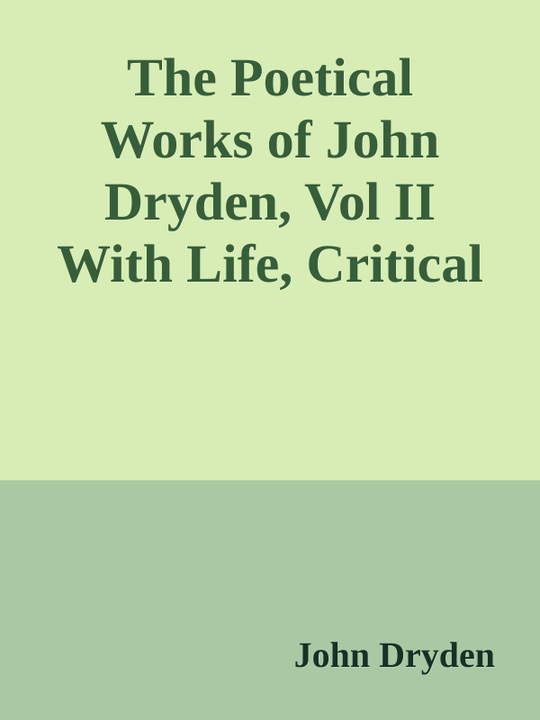 The Poetical
Works of John
Dryden, Vol II
With Life, Critical
John Dryden